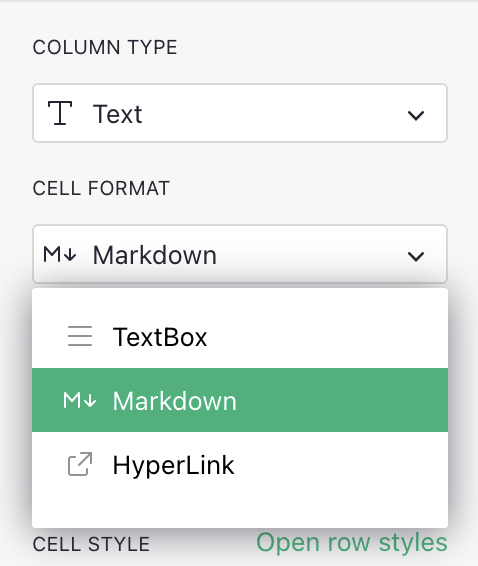 COLUMN TYPE
Text
CELL FORMAT
M↓ Markdown
TextBox
M↓ Markdown
HyperLink
CELL STYLE Open row styles